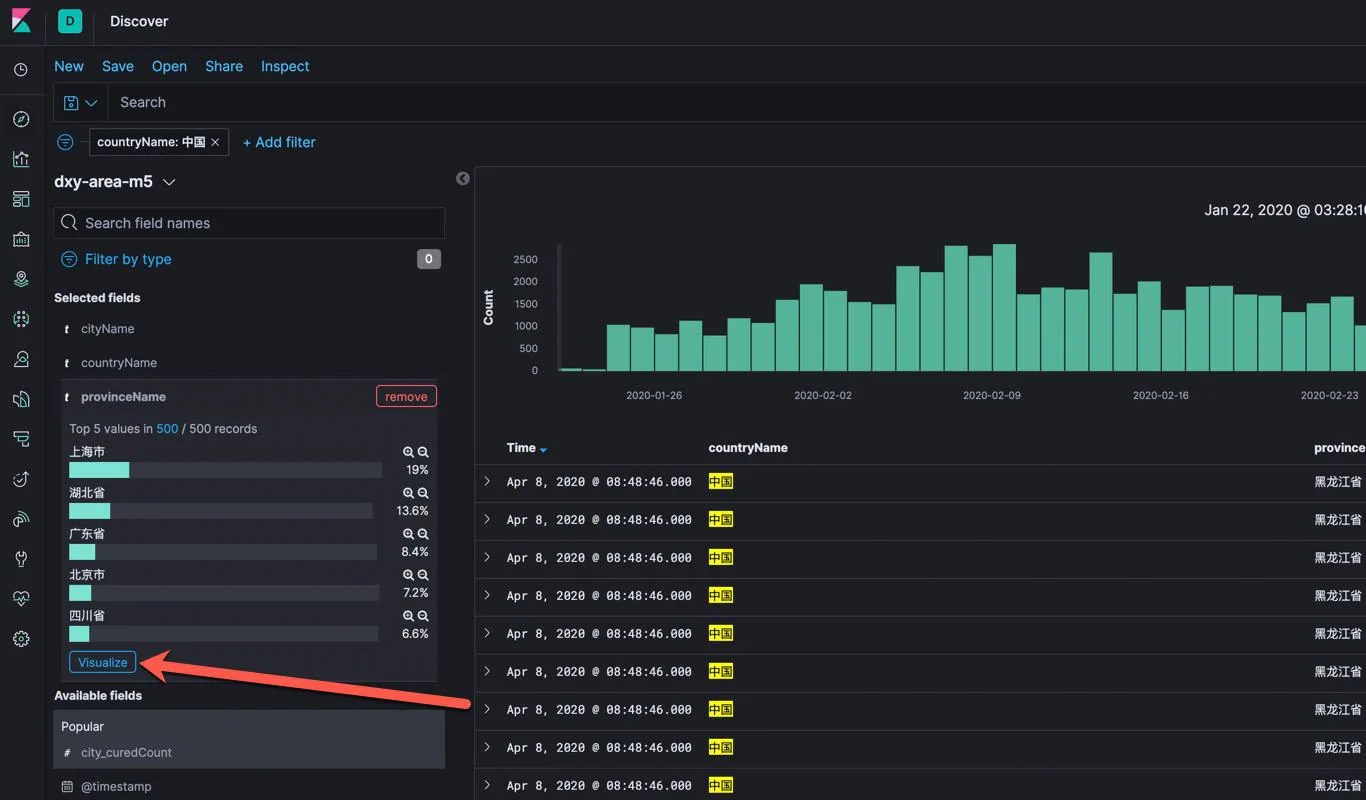 D Discover
New Save Open Share Inspect
Search
countryName: 中国 × + Add filter
dxy-area-m5
Search field names
Filter by type 0
Selected fields
t cityName
t countryName
t provinceName remove
Top 5 values in 500 / 500 records
上海市
19%
湖北省
13.6%
广东省
8.4%
北京市
7.2%
四川省
6.6%
Visualize
Available fields
Popular
# city_curedCount
@timestamp
Jan 22, 2020 @ 03:28:10
Count
2500
2000
1500
1000
500
0
2020-01-26 2020-02-02 2020-02-09 2020-02-16 2020-02-23
Time countryName province
Apr 8, 2020 @ 08:48:46.000 中国 黑龙江省
Apr 8, 2020 @ 08:48:46.000 中国 黑龙江省
Apr 8, 2020 @ 08:48:46.000 中国 黑龙江省
Apr 8, 2020 @ 08:48:46.000 中国 黑龙江省
Apr 8, 2020 @ 08:48:46.000 中国 黑龙江省
Apr 8, 2020 @ 08:48:46.000 中国 黑龙江省
Apr 8, 2020 @ 08:48:46.000 中国 黑龙江省
Apr 8, 2020 @ 08:48:46.000 中国 黑龙江省
Apr 8, 2020 @ 08:48:46.000 中国 黑龙江省